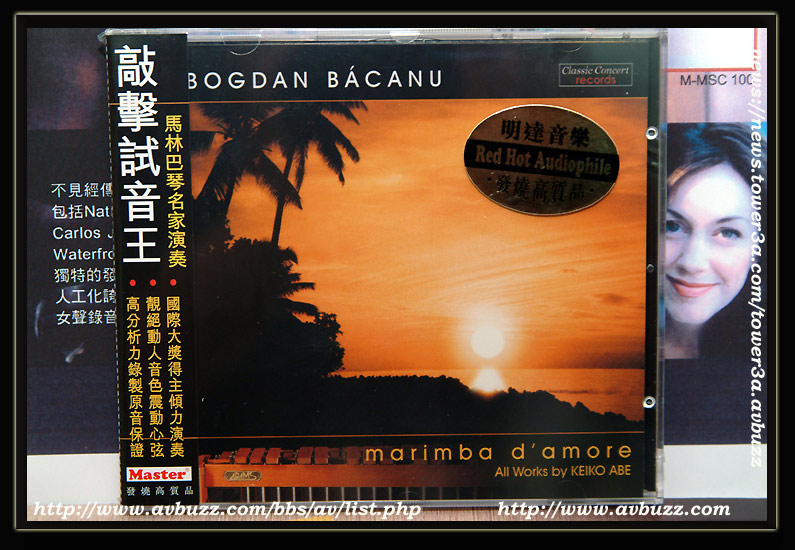 敲擊試音王
馬林巴琴名家演奏
• 國際大獎得主傾力演奏
• 靚絕動人音色震動心弦
• 高分析力錄製原音保證
Master
發燒高質品
BOGDAN BÁCANU
Classic Concert
records
明達音樂
Red Hot Audiophile
·發燒高質品·
marimba d'amore
All Works by KEIKO ABE
不見經傳
包括Nat
Carlos J
Waterfro
獨特的發
人工化誇
女聲錄音
M-MSC 100
news://news.tower3a.com/tower3a.avbuzz
http://www.avbuzz.com/bbs/av/list.php
http://www.avbuzz.com